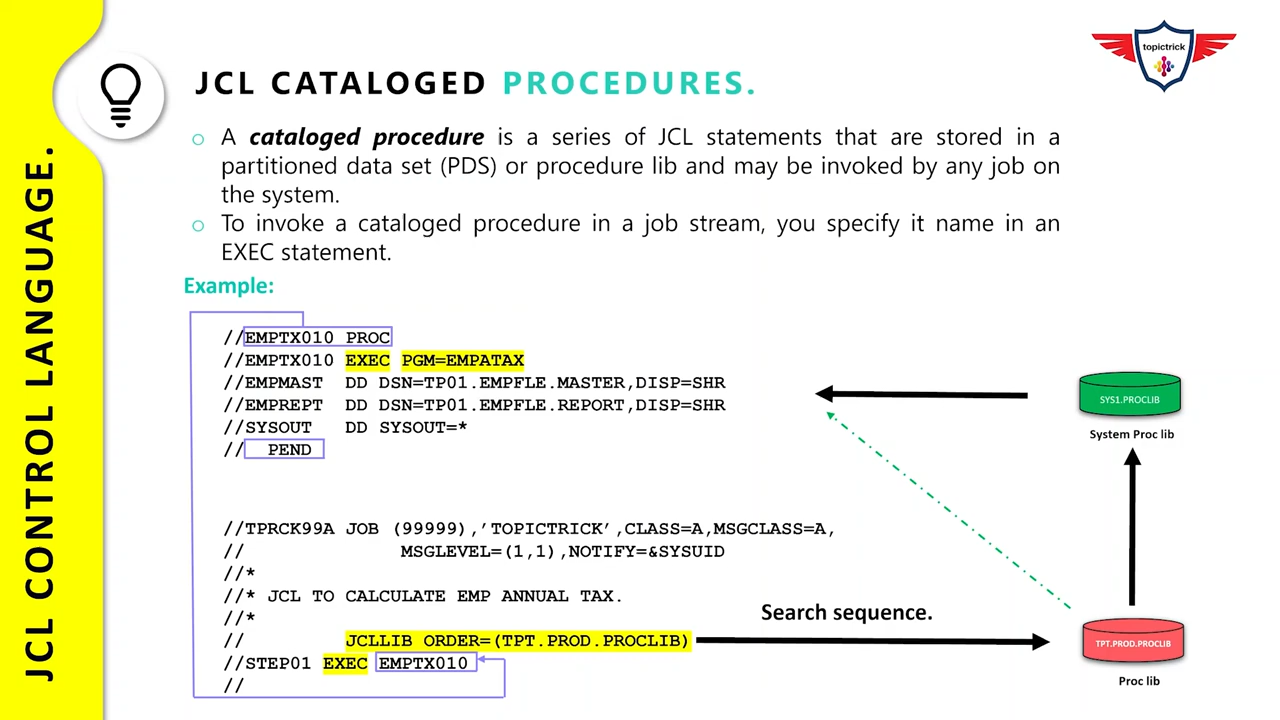 topictrick
JCL CATALOGED PROCEDURES.
JCL CONTROL LANGUAGE.
o A cataloged procedure is a series of JCL statements that are stored in a
partitioned data set (PDS) or procedure lib and may be invoked by any job on
the system.
o To invoke a cataloged procedure in a job stream, you specify it name in an
EXEC statement.
Example:
//EMPTX010 PROC
//EMPTX010 EXEC PGM=EMPATAX
//EMPMAST DD DSN=TP01.EMPFLE.MASTER,DISP=SHR
//EMPREPT DD DSN=TP01.EMPFLE.REPORT,DISP=SHR
//SYSOUT DD SYSOUT=*
// PEND
SYS1.PROCLIB
System Proc lib
//TPRCK99A JOB (99999),’TOPICTRICK’,CLASS=A,MSGCLASS=A,
// MSGLEVEL=(1,1),NOTIFY=&SYSUID
//*
//* JCL TO CALCULATE EMP ANNUAL TAX.
//*
// JCLLIB ORDER=(TPT.PROD.PROCLIB)
//STEP01 EXEC EMPTX010
//
Search sequence.
TPT.PROD.PROCLIB
Proc lib